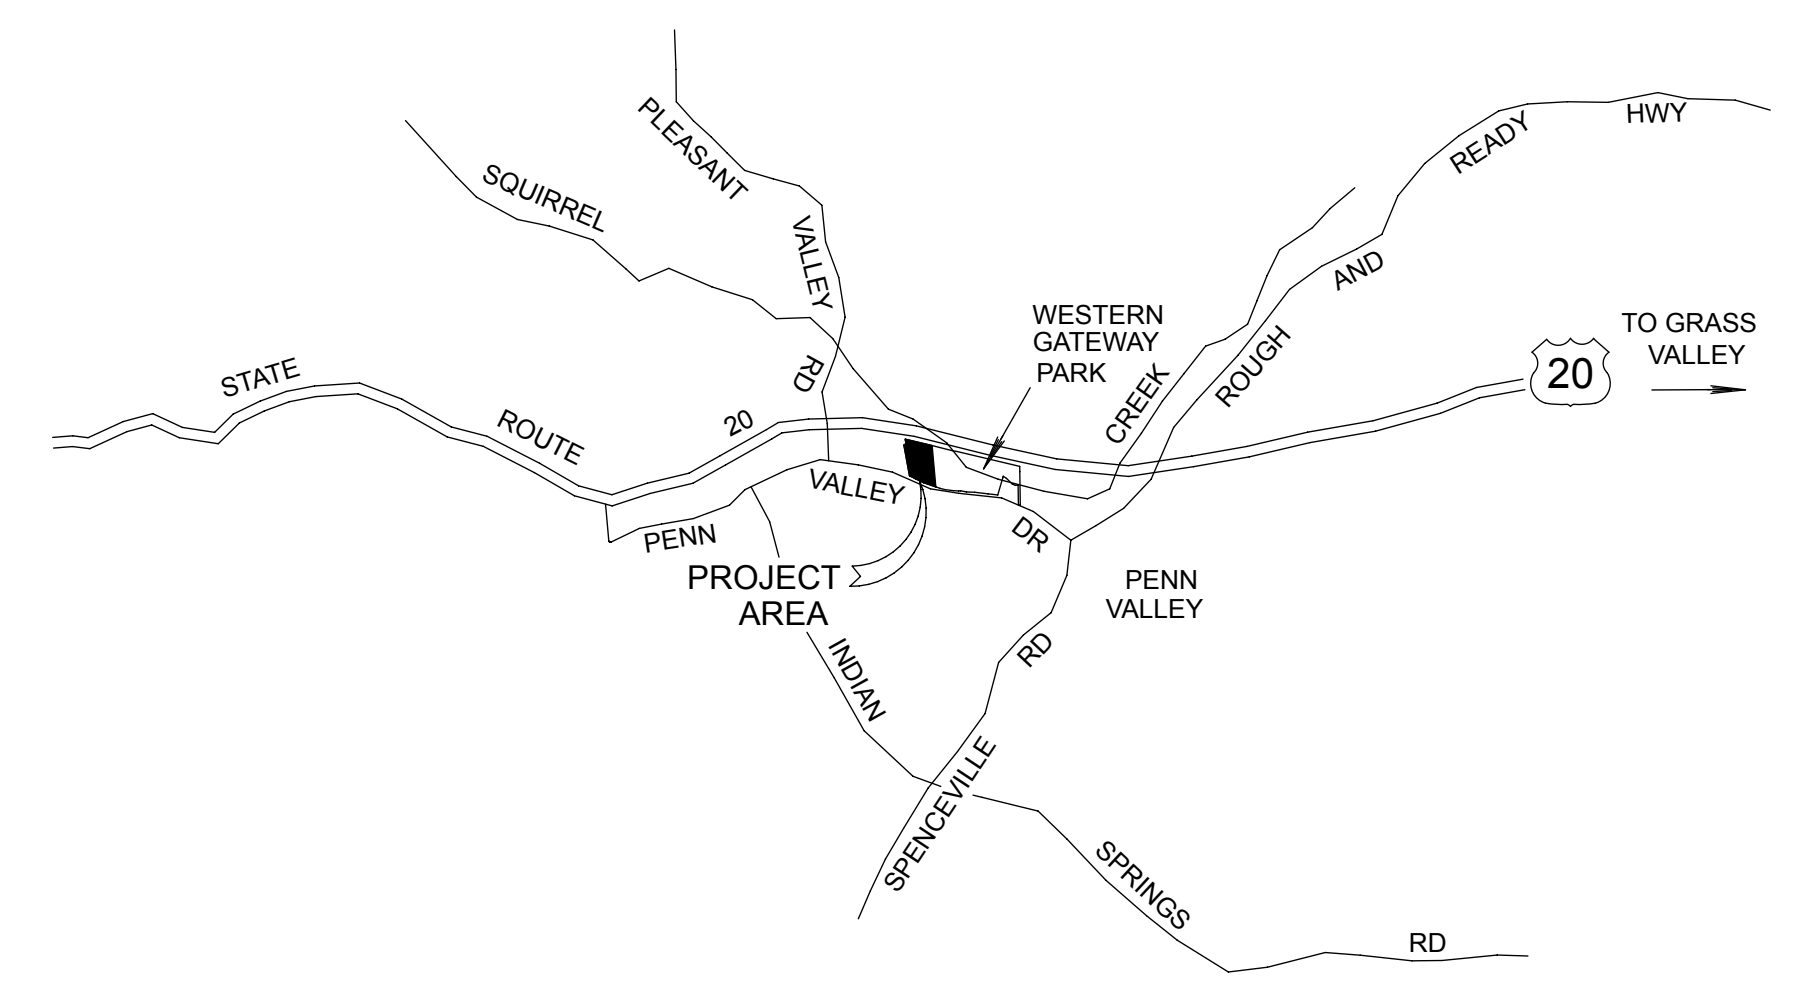 PLEASANT
VALLEY
RD
SQUIRREL
CREEK
ROUGH
AND
READY
HWY
WESTERN
GATEWAY
PARK
TO GRASS
VALLEY
20
STATE
ROUTE
20
PENN
VALLEY
DR
PROJECT
AREA
PENN
VALLEY
INDIAN
SPRINGS
RD
SPENCEVILLE
RD